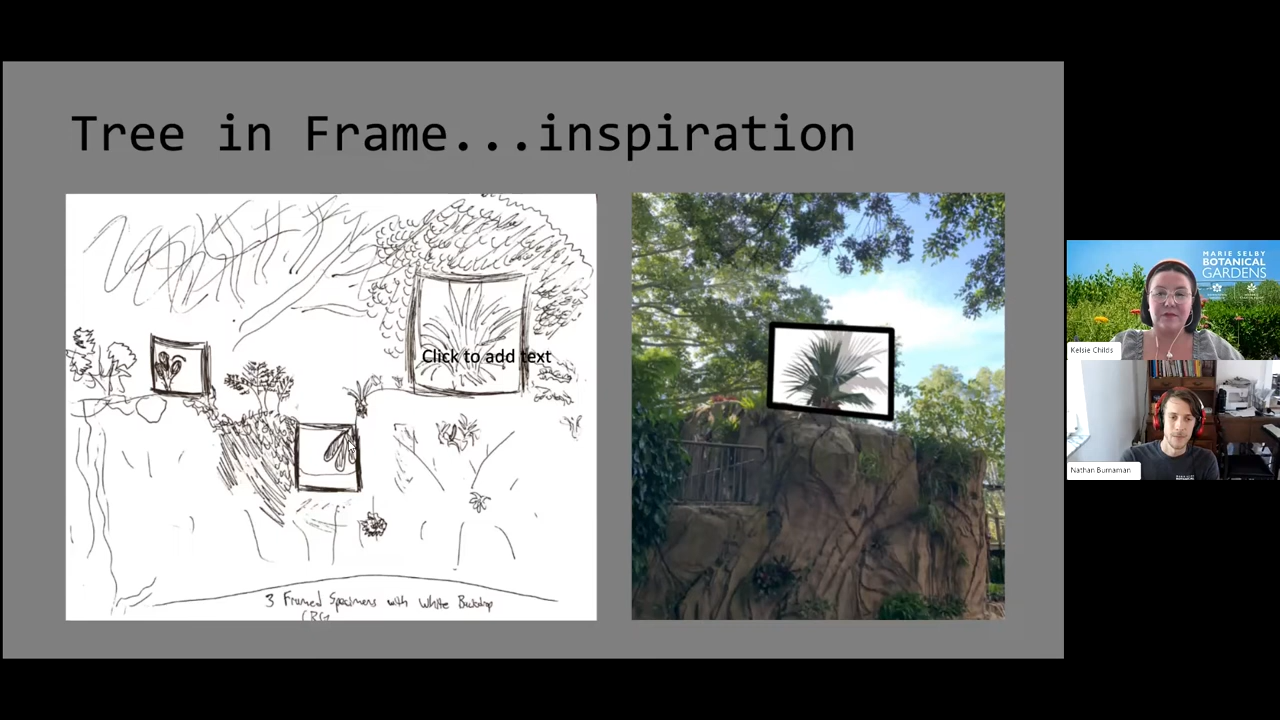 Tree in Frame...inspiration
Click to add text
3 Framed Specimens with White Backdrop
MARIE SELBY
BOTANICAL
GARDENS
Kelsie Childs
Nathan Burnaman